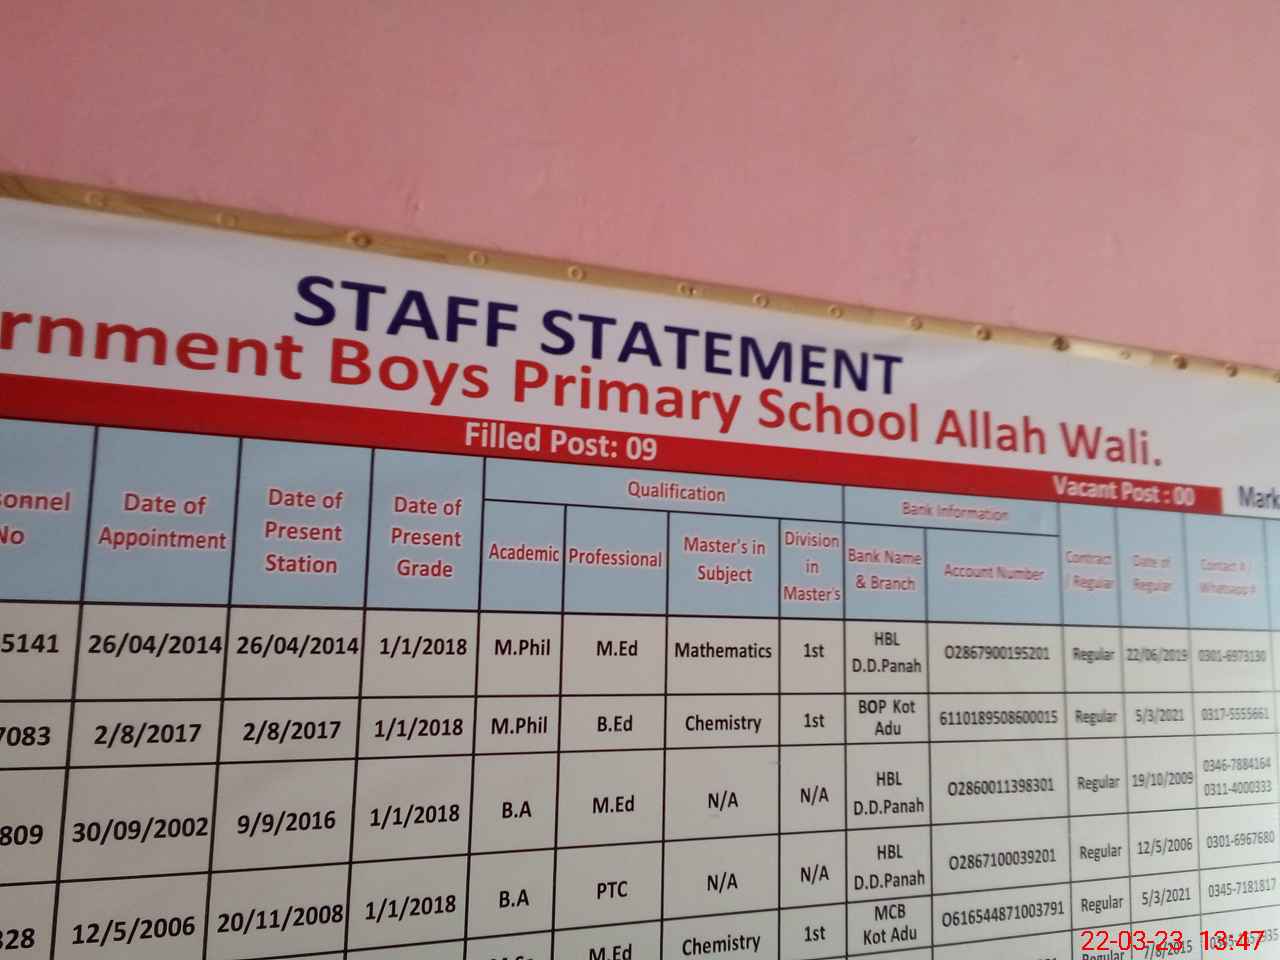 STAFF STATEMENT
rnment Boys Primary School Allah Wali.
Filled Post: 09
Vacant Post : 00
Mark
sonnel No
Date of Appointment
Date of Present Station
Date of Present Grade
Qualification
Academic
Professional
Master's in Subject
Division in Master's
Bank Information
Bank Name & Branch
Account Number
Contract / Regular
Date of Regular
Contact # / Whatsapp #
5141 26/04/2014 26/04/2014 1/1/2018 M.Phil M.Ed Mathematics 1st HBL D.D.Panah O2867900195201 Regular 22/06/2019 0301-6973130
7083 2/8/2017 2/8/2017 1/1/2018 M.Phil B.Ed Chemistry 1st BOP Kot Adu 6110189508600015 Regular 5/3/2021 0317-5555661
809 30/09/2002 9/9/2016 1/1/2018 B.A M.Ed N/A N/A HBL D.D.Panah O2860011398301 Regular 19/10/2009 0346-7884164 0311-4000333
328 12/5/2006 20/11/2008 1/1/2018 B.A PTC N/A N/A HBL D.D.Panah O2867100039201 Regular 12/5/2006 0301-6967680
M.Ed Chemistry 1st MCB Kot Adu O616544871003791 Regular 5/3/2021 0345-7181817
Regular 7/8/2015
22-03-23 13:47